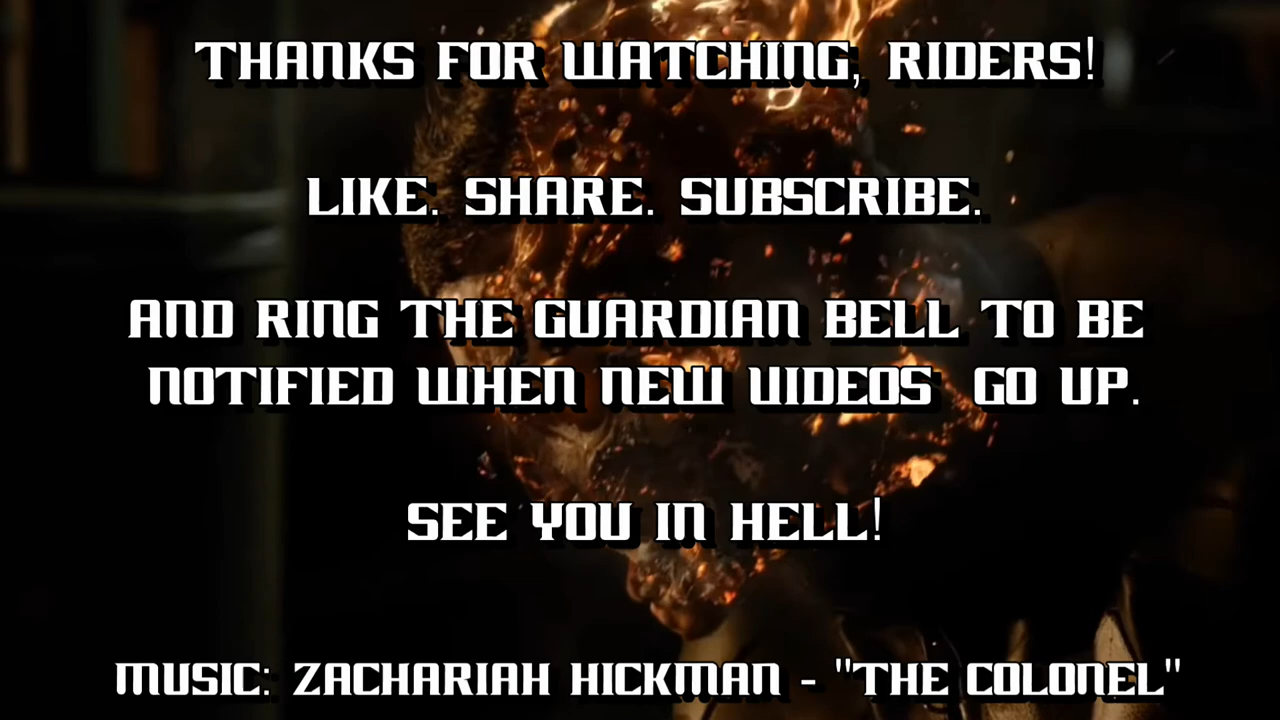 THANKS FOR WATCHING, RIDERS!
LIKE. SHARE. SUBSCRIBE.
AND RING THE GUARDIAN BELL TO BE
NOTIFIED WHEN NEW VIDEOS GO UP.
SEE YOU IN HELL!
MUSIC: ZACHARIAH HICKMAN - "THE COLONEL"